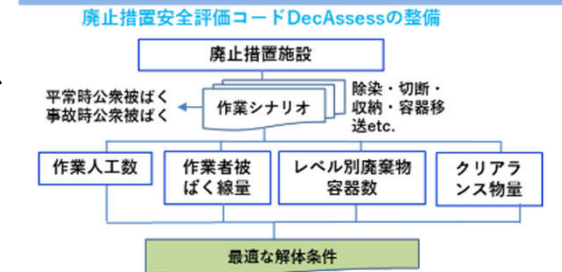 廃止措置安全評価コードDecAssessの整備
廃止措置施設
平常時公衆被ばく
事故時公衆被ばく
作業シナリオ
除染・切断・
収納・容器移
送etc.
作業人工数
作業者被
ばく線量
レベル別廃棄物
容器数
クリアラ
ンス物量
最適な解体条件